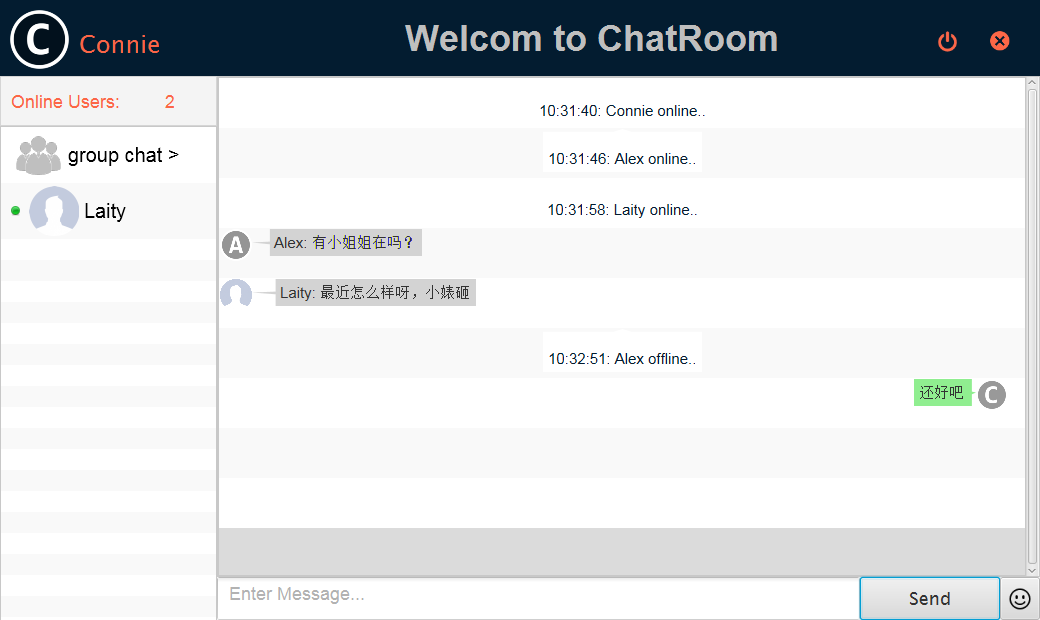 C Connie
Welcom to ChatRoom
Online Users: 2
group chat >
Laity
10:31:40: Connie online..
10:31:46: Alex online..
10:31:58: Laity online..
A Alex: 有小姐姐在吗？
Laity: 最近怎么样呀，小婊砸
10:32:51: Alex offline..
还好吧 C
Enter Message...
Send